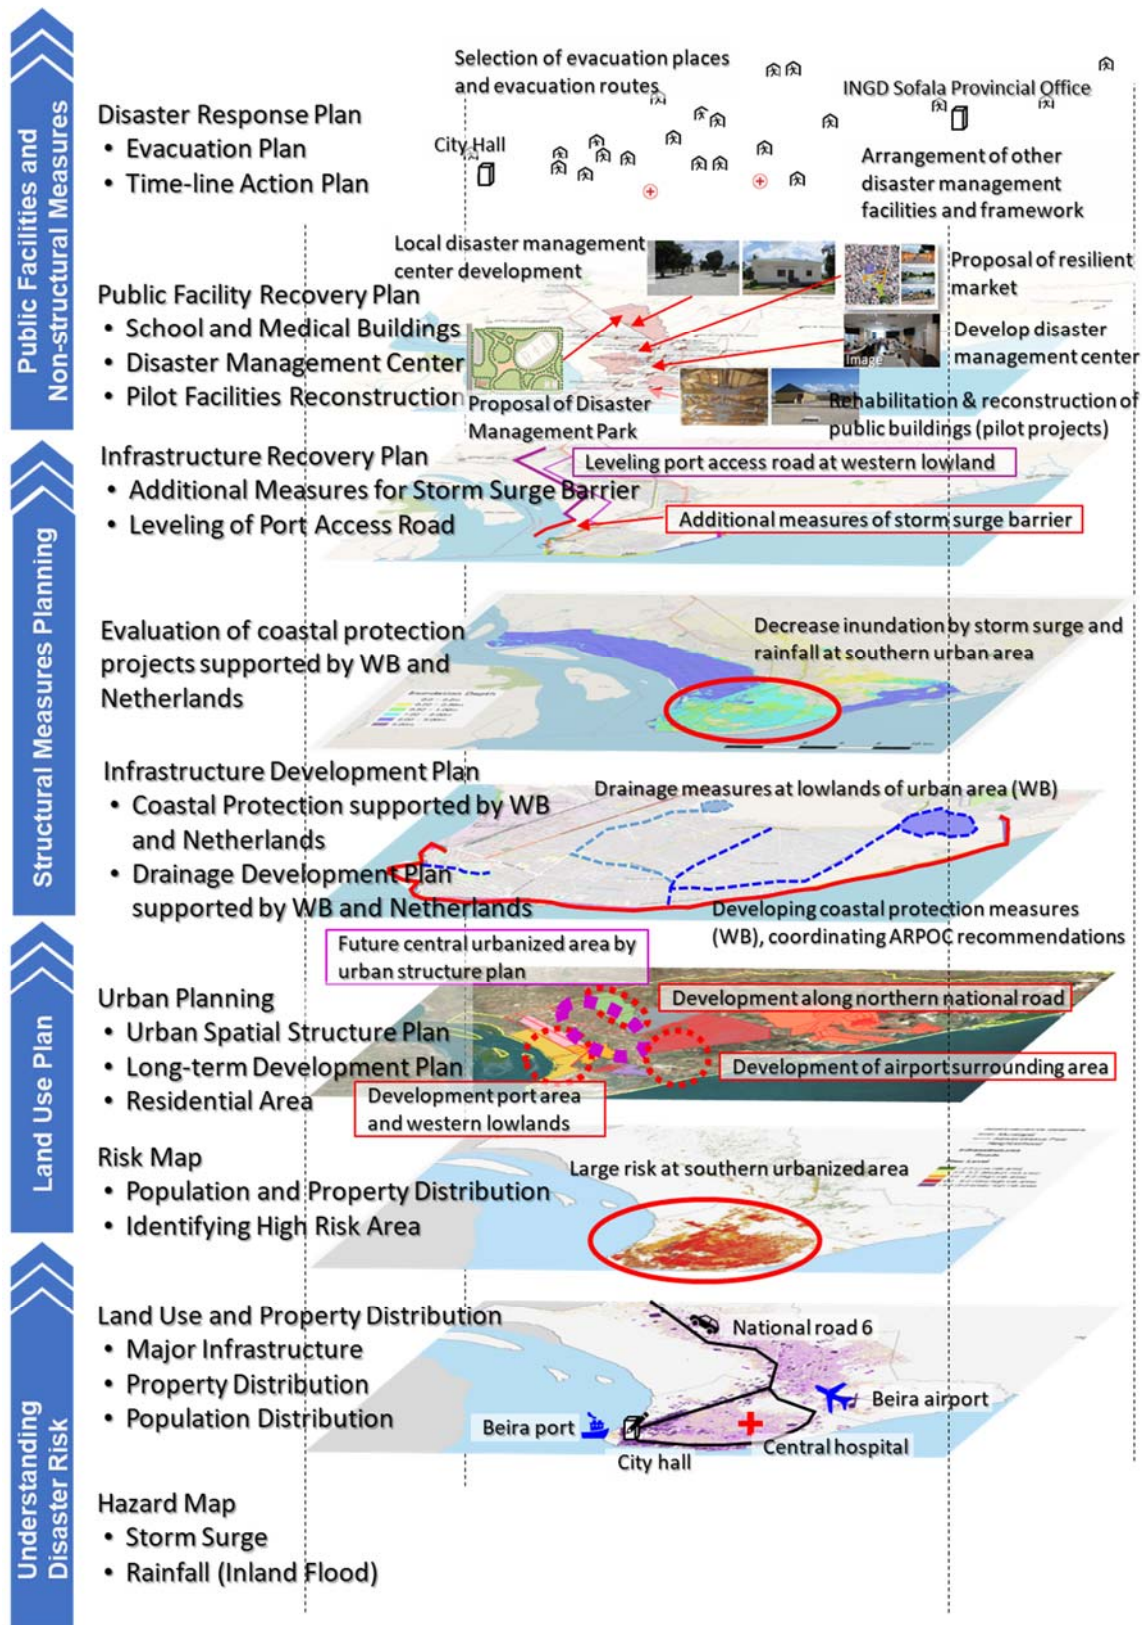 Public Facilities and
Non-structural Measures
Disaster Response Plan
• Evacuation Plan
• Time-line Action Plan
Selection of evacuation places
and evacuation routes
City Hall
INGD Sofala Provincial Office
Arrangement of other
disaster management
facilities and framework
Public Facility Recovery Plan
• School and Medical Buildings
• Disaster Management Center
• Pilot Facilities Reconstruction
Local disaster management
center development
Proposal of resilient
market
Develop disaster
management center
Image
Proposal of Disaster
Management Park
Rehabilitation & reconstruction of
public buildings (pilot projects)
Structural Measures Planning
Infrastructure Recovery Plan
• Additional Measures for Storm Surge Barrier
• Leveling of Port Access Road
Leveling port access road at western lowland
Additional measures of storm surge barrier
Evaluation of coastal protection
projects supported by WB and
Netherlands
Decrease inundation by storm surge and
rainfall at southern urban area
Infrastructure Development Plan
• Coastal Protection supported by WB
and Netherlands
• Drainage Development Plan
supported by WB and Netherlands
Drainage measures at lowlands of urban area (WB)
Developing coastal protection measures
(WB), coordinating ARPOC recommendations
Land Use Plan
Urban Planning
• Urban Spatial Structure Plan
• Long-term Development Plan
• Residential Area
Future central urbanized area by
urban structure plan
Development along northern national road
Development of airport surrounding area
Development port area
and western lowlands
Risk Map
• Population and Property Distribution
• Identifying High Risk Area
Large risk at southern urbanized area
Understanding
Disaster Risk
Land Use and Property Distribution
• Major Infrastructure
• Property Distribution
• Population Distribution
National road 6
Beira airport
Beira port
Central hospital
City hall
Hazard Map
• Storm Surge
• Rainfall (Inland Flood)